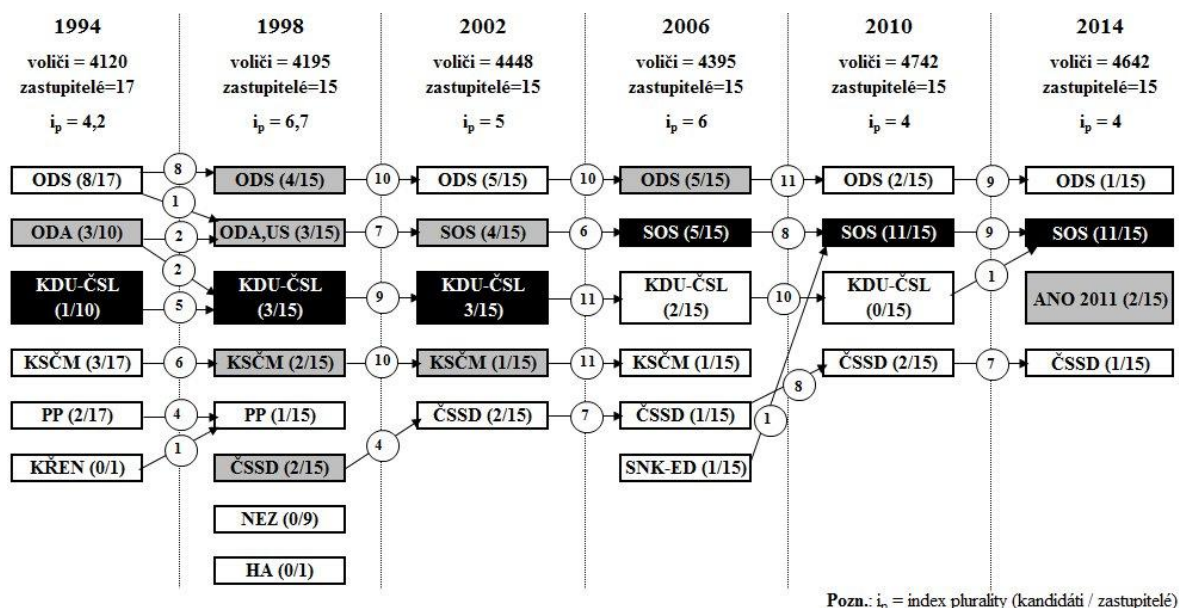 1994 1998 2002 2006 2010 2014
voliči = 4120 voliči = 4195 voliči = 4448 voliči = 4395 voliči = 4742 voliči = 4642
zastupitelé=17 zastupitelé=15 zastupitelé=15 zastupitelé=15 zastupitelé=15 zastupitelé=15
ip = 4,2 ip = 6,7 ip = 5 ip = 6 ip = 4 ip = 4
ODS (8/17) 8 ODS (4/15) 10 ODS (5/15) 10 ODS (5/15) 11 ODS (2/15) 9 ODS (1/15)
1
ODA (3/10) 2 ODA,US (3/15) 7 SOS (4/15) 6 SOS (5/15) 8 SOS (11/15) 9 SOS (11/15)
2 1
KDU-ČSL KDU-ČSL KDU-ČSL KDU-ČSL KDU-ČSL ANO 2011 (2/15)
(1/10) 5 (3/15) 9 3/15) 11 (2/15) 10 (0/15)
KSČM (3/17) 6 KSČM (2/15) 10 KSČM (1/15) 11 KSČM (1/15) ČSSD (2/15) 7 ČSSD (1/15)
8
PP (2/17) 4 PP (1/15) ČSSD (2/15) 7 ČSSD (1/15) 1
1 4
KŘEN (0/1) ČSSD (2/15) SNK-ED (1/15)
NEZ (0/9)
HA (0/1)
Pozn.: ip = index plurality (kandidáti / zastupitelé)